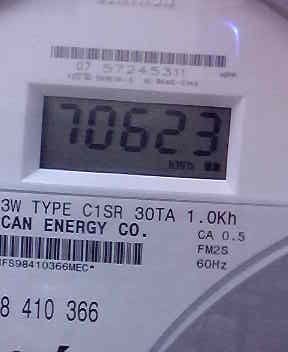 07 57245311
70623
3W TYPE C1SR 30TA 1.0Kh
CAN ENERGY CO.
CA 0.5
FM2S
60Hz
8 410 366